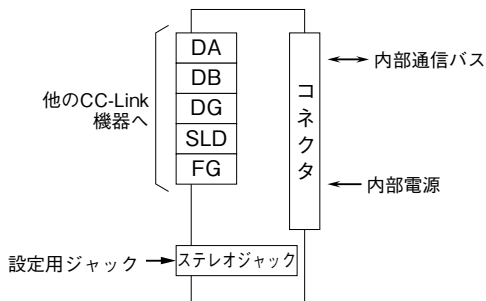 DA
DB
DG
SLD
FG
他のCC-Link
機器へ
コネクタ
内部通信バス
内部電源
設定用ジャック
ステレオジャック